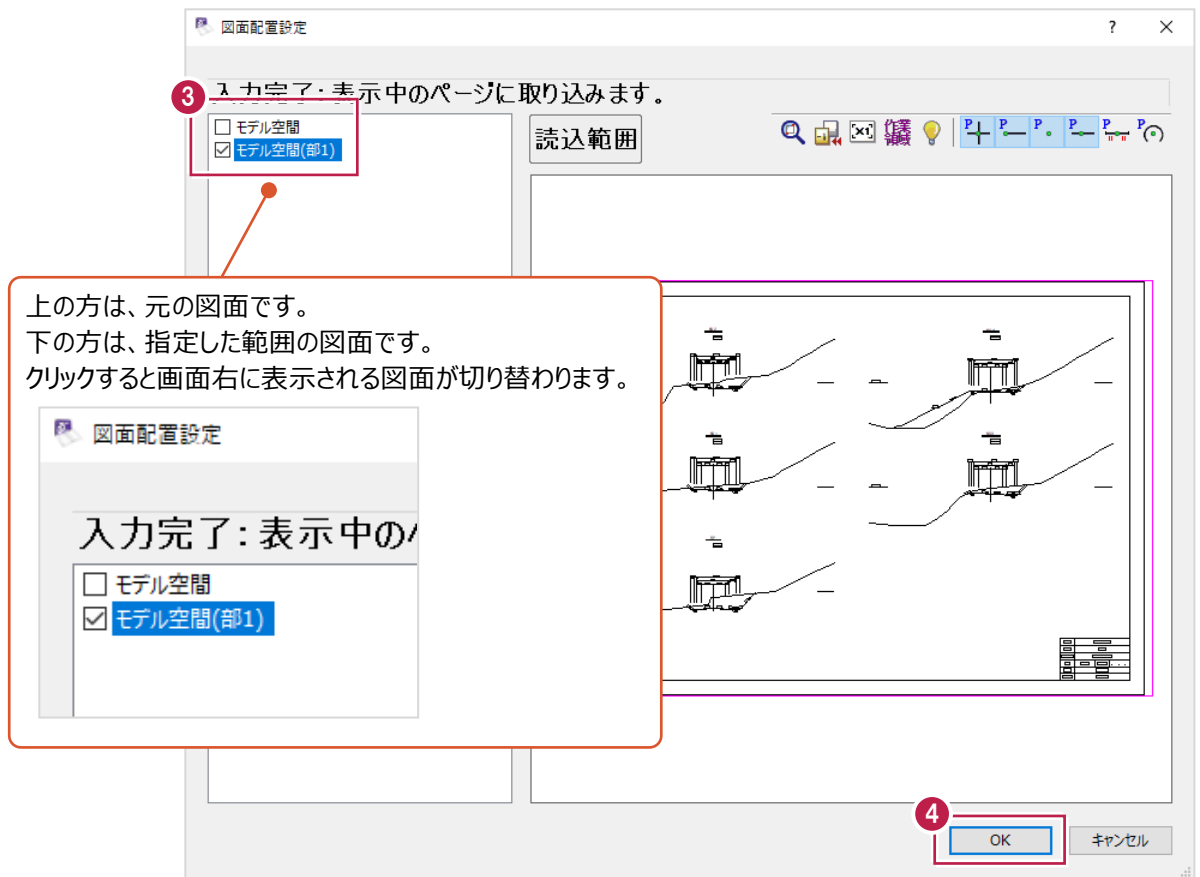 図面配置設定
?
入力完了：表示中のページに取り込みます。
3
モデル空間
モデル空間(部1)
読込範囲
作業
領域
P P P P P P
上の方は、元の図面です。
下の方は、指定した範囲の図面です。
クリックすると画面右に表示される図面が切り替わります。
図面配置設定
入力完了：表示中の
モデル空間
モデル空間(部1)
4
OK
キャンセル